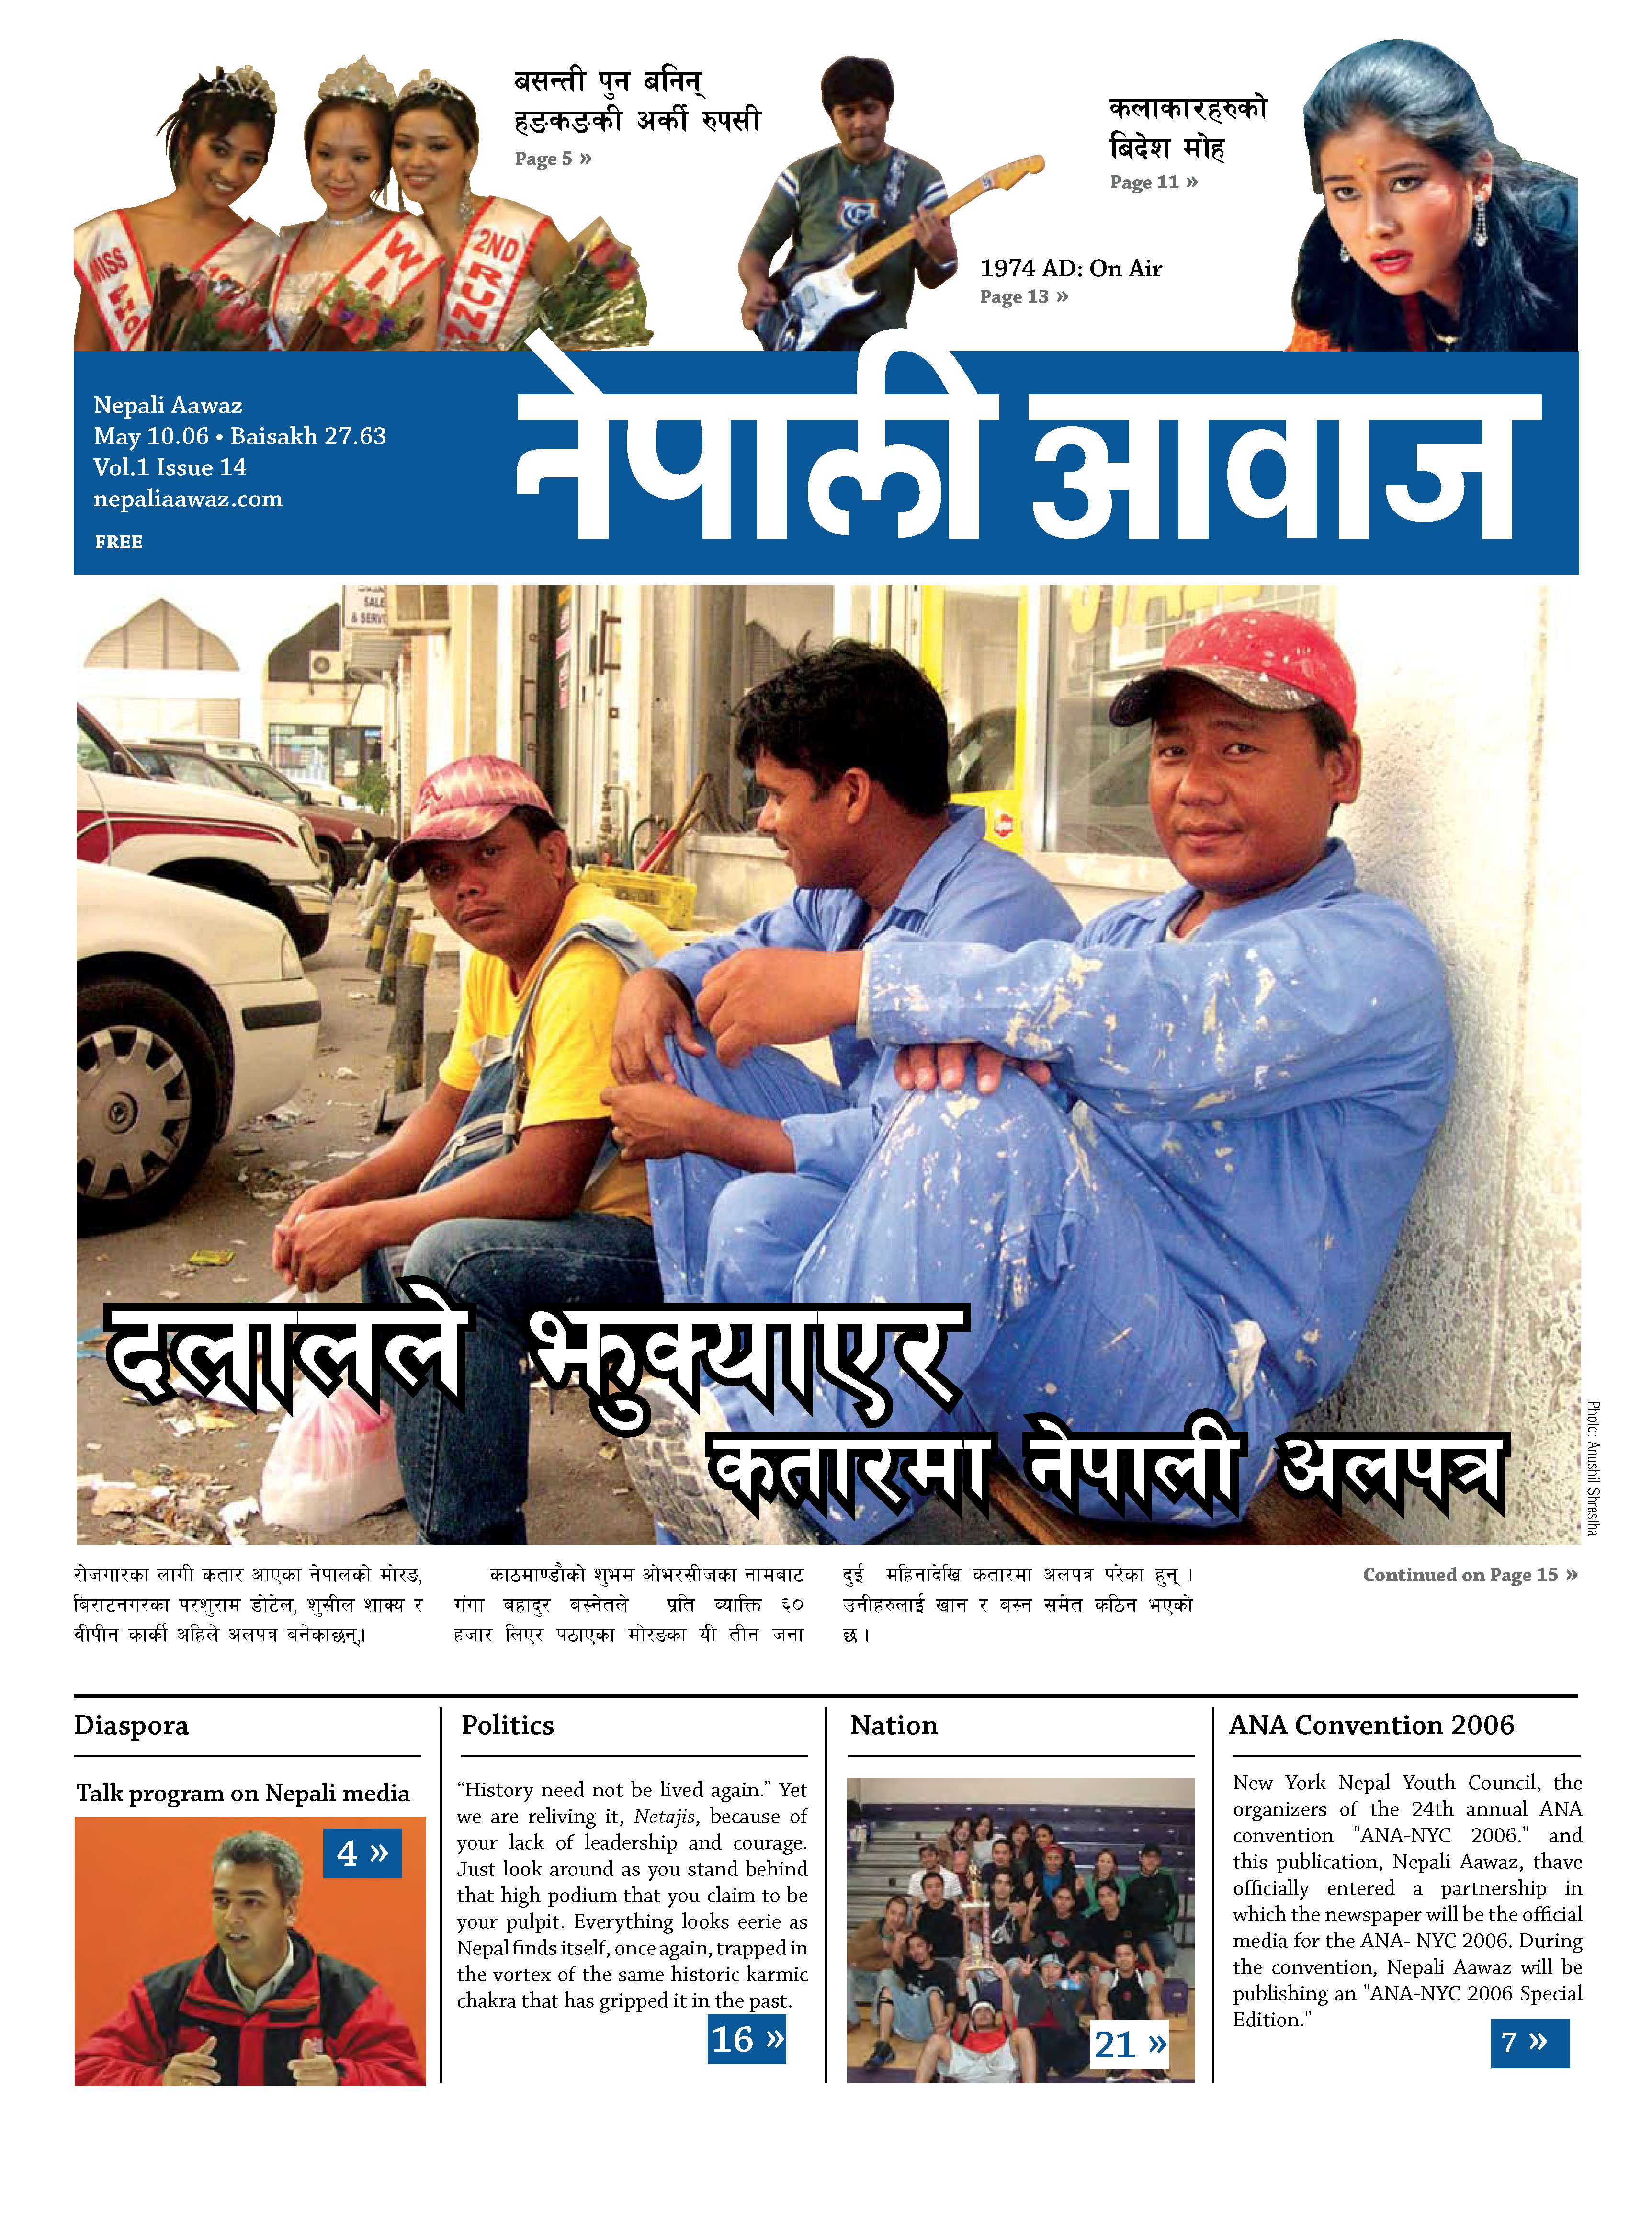 बसन्ती पुन बनिन्
हङकङकी अर्की रुपसी
Page 5 »
कलाकारहरुको
बिदेश मोह
Page 11 »
1974 AD: On Air
Page 13 »
MISS
2ND
RUNN
Nepali Aawaz
May 10.06 • Baisakh 27.63
Vol.1 Issue 14
nepaliaawaz.com
FREE
नेपाली आवाज
SALE
& SERV
दलालले झुक्याएर
कतारमा नेपाली अलपत्र
Photo: Anushil Shrestha
रोजगारका लागी कतार आएका नेपालको मोरङ,
बिराटनगरका परशुराम डोटेल, शुसील शाक्य र
वीपीन कार्की अहिले अलपत्र बनेकाछन्,।
काठमाण्डौको शुभम ओभरसीजका नामबाट
गंगा बहादुर बस्नेतले प्रति ब्याक्ति ६०
हजार लिएर पठाएका मोरङका यी तीन जना
दुई महिनादेखि कतारमा अलपत्र परेका हुन् ।
उनीहरुलाई खान र बस्न समेत कठिन भएको
छ ।
Continued on Page 15 »
Diaspora
Talk program on Nepali media
4 »
Politics
“History need not be lived again.” Yet
we are reliving it, Netajis, because of
your lack of leadership and courage.
Just look around as you stand behind
that high podium that you claim to be
your pulpit. Everything looks eerie as
Nepal finds itself, once again, trapped in
the vortex of the same historic karmic
chakra that has gripped it in the past.
16 »
Nation
21 »
ANA Convention 2006
New York Nepal Youth Council, the
organizers of the 24th annual ANA
convention "ANA-NYC 2006." and
this publication, Nepali Aawaz, thave
officially entered a partnership in
which the newspaper will be the official
media for the ANA- NYC 2006. During
the convention, Nepali Aawaz will be
publishing an "ANA-NYC 2006 Special
Edition."
7 »